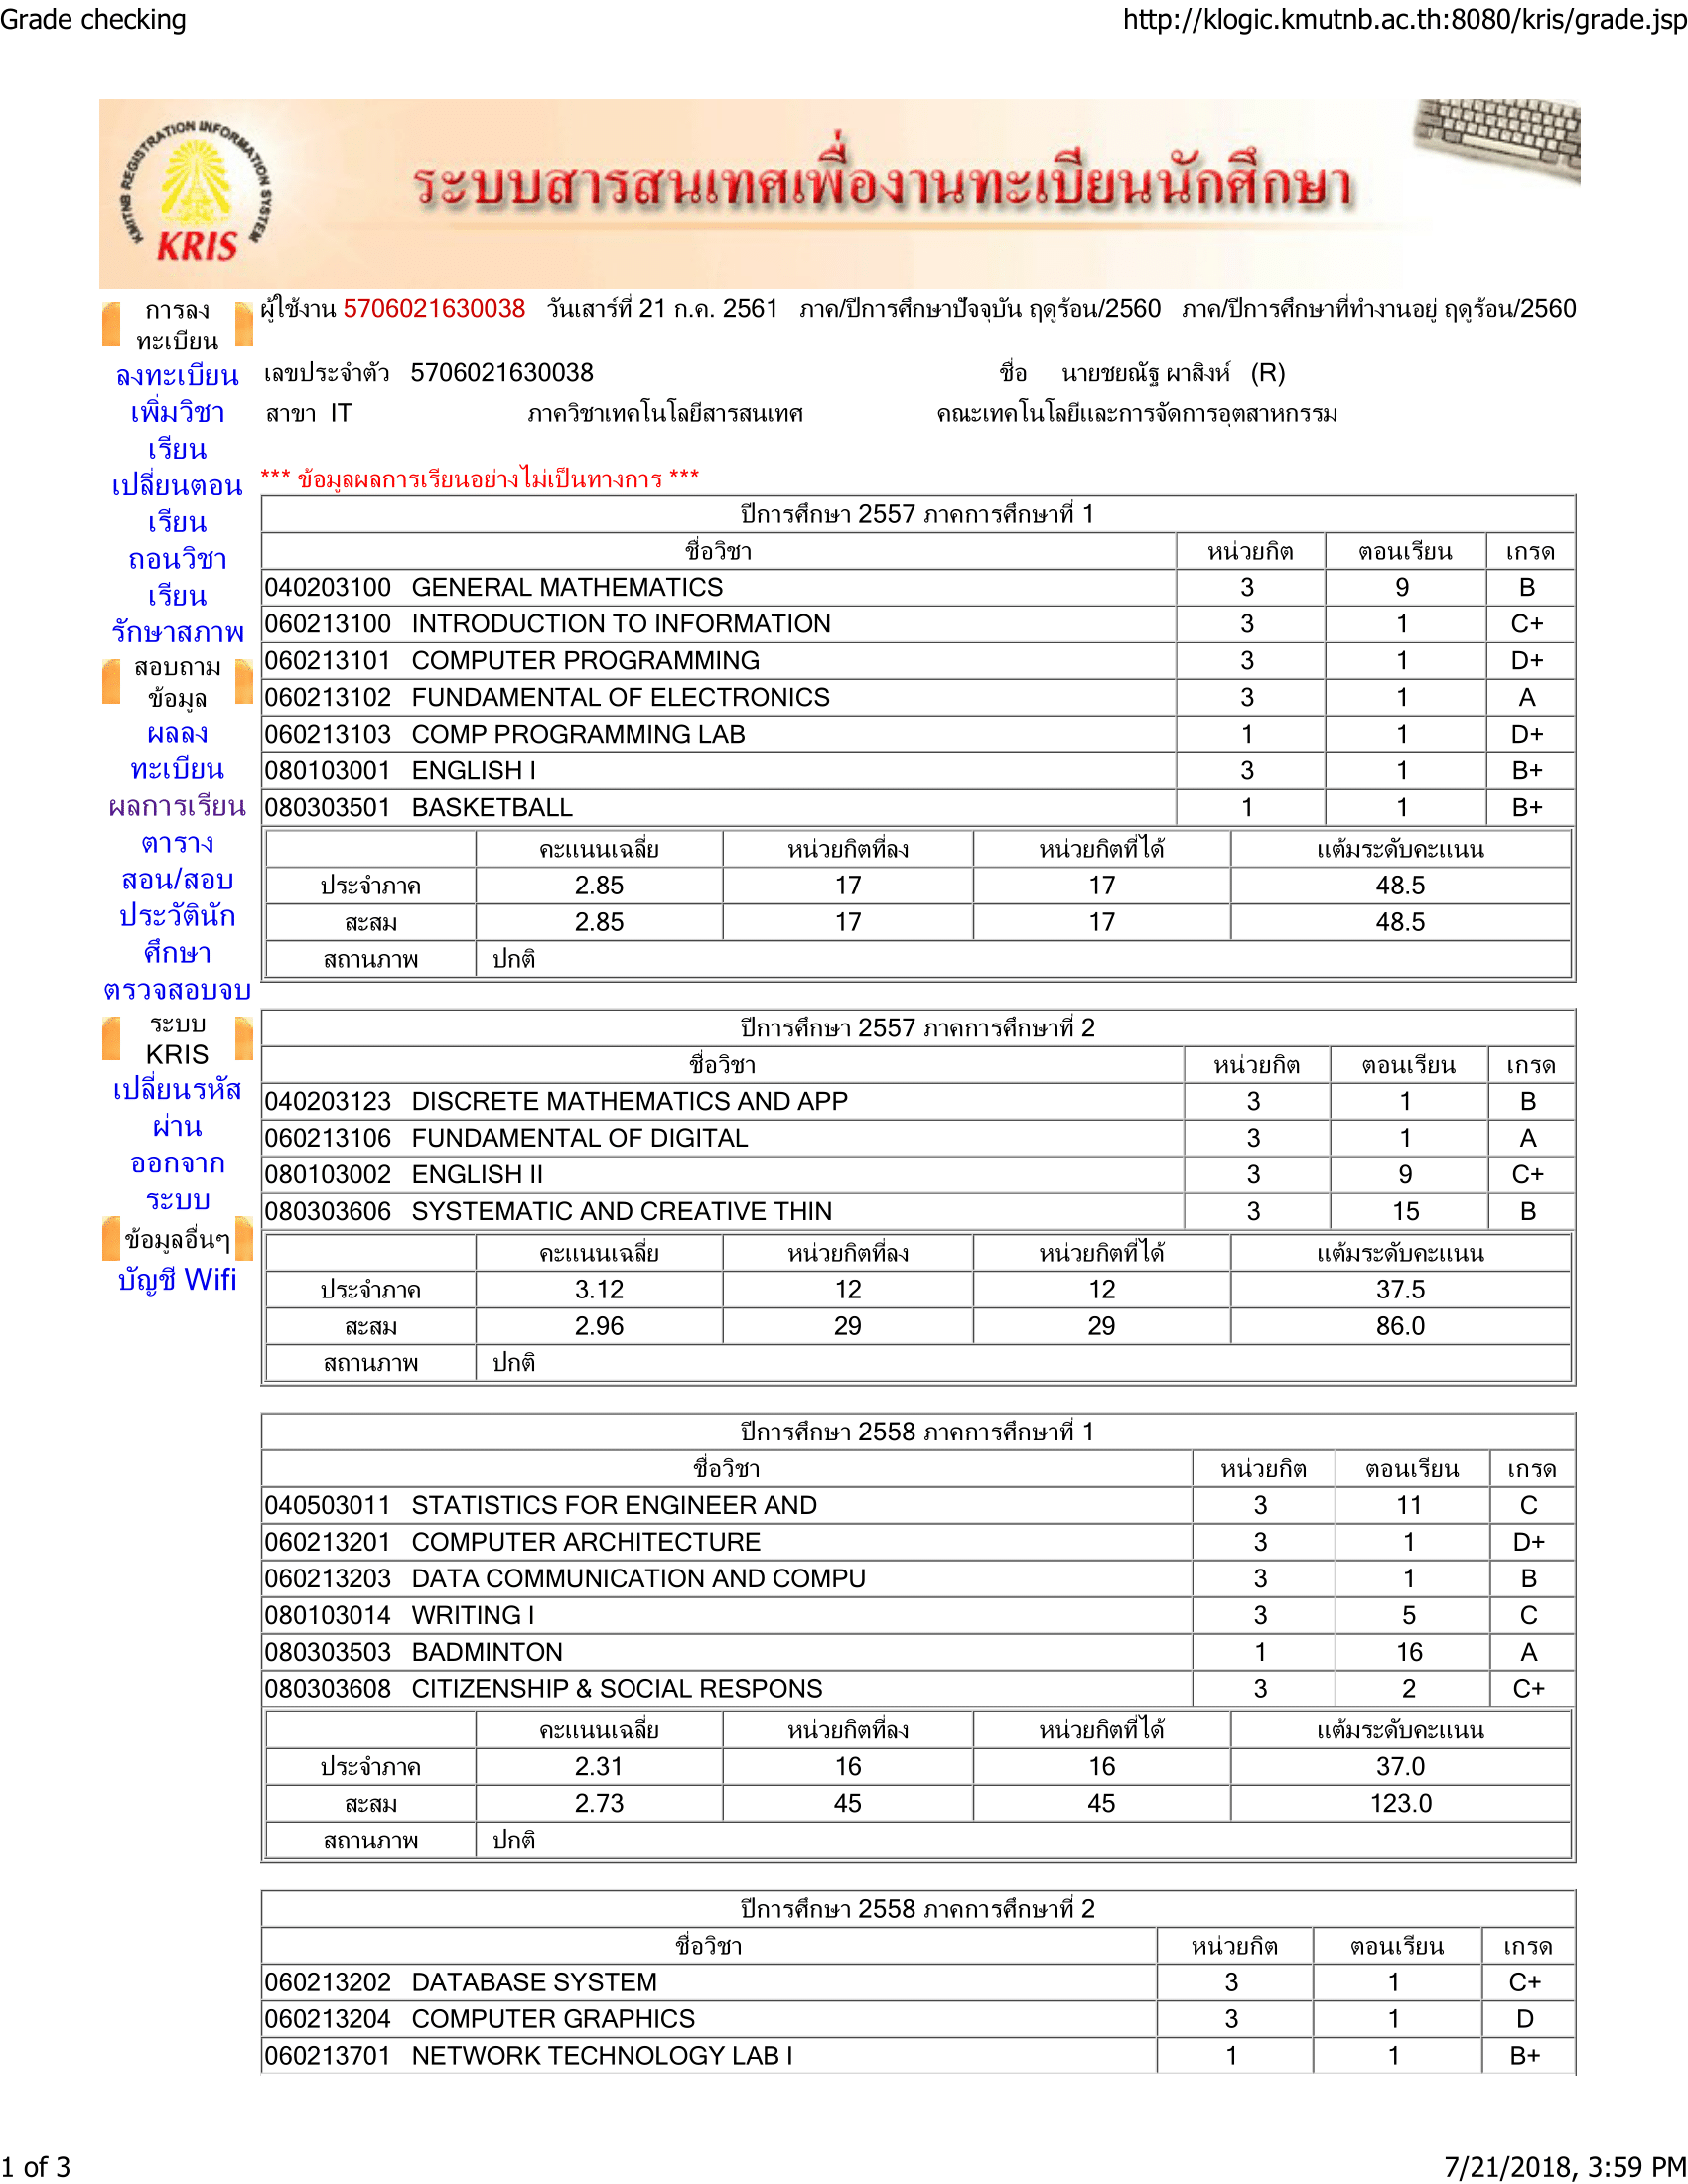 Grade checking http://klogic.kmutnb.ac.th:8080/kris/grade.jsp
KMUTNB REGISTRATION INFORMATION SYSTEM
KRIS
ระบบสารสนเทศเพื่องานทะเบียนนักศึกษา
การลง
ทะเบียน
ลงทะเบียน
เพิ่มวิชา
เรียน
เปลี่ยนตอน
เรียน
ถอนวิชา
เรียน
รักษาสภาพ
สอบถาม
ข้อมูล
ผลลง
ทะเบียน
ผลการเรียน
ตาราง
สอน/สอบ
ประวัตินัก
ศึกษา
ตรวจสอบจบ
ระบบ
KRIS
เปลี่ยนรหัส
ผ่าน
ออกจาก
ระบบ
ข้อมูลอื่นๆ
บัญชี Wifi
ผู้ใช้งาน 5706021630038 วันเสาร์ที่ 21 ก.ค. 2561 ภาค/ปีการศึกษาปัจจุบัน ฤดูร้อน/2560 ภาค/ปีการศึกษาที่ทำงานอยู่ ฤดูร้อน/2560
เลขประจำตัว 5706021630038 ชื่อ นายชยณัฐ ผาสิงห์ (R)
สาขา IT ภาควิชาเทคโนโลยีสารสนเทศ คณะเทคโนโลยีและการจัดการอุตสาหกรรม
*** ข้อมูลผลการเรียนอย่างไม่เป็นทางการ ***
ปีการศึกษา 2557 ภาคการศึกษาที่ 1
ชื่อวิชา หน่วยกิต ตอนเรียน เกรด
040203100 GENERAL MATHEMATICS 3 9 B
060213100 INTRODUCTION TO INFORMATION 3 1 C+
060213101 COMPUTER PROGRAMMING 3 1 D+
060213102 FUNDAMENTAL OF ELECTRONICS 3 1 A
060213103 COMP PROGRAMMING LAB 1 1 D+
080103001 ENGLISH I 3 1 B+
080303501 BASKETBALL 1 1 B+
คะแนนเฉลี่ย หน่วยกิตที่ลง หน่วยกิตที่ได้ แต้มระดับคะแนน
ประจำภาค 2.85 17 17 48.5
สะสม 2.85 17 17 48.5
สถานภาพ ปกติ
ปีการศึกษา 2557 ภาคการศึกษาที่ 2
ชื่อวิชา หน่วยกิต ตอนเรียน เกรด
040203123 DISCRETE MATHEMATICS AND APP 3 1 B
060213106 FUNDAMENTAL OF DIGITAL 3 1 A
080103002 ENGLISH II 3 9 C+
080303606 SYSTEMATIC AND CREATIVE THIN 3 15 B
คะแนนเฉลี่ย หน่วยกิตที่ลง หน่วยกิตที่ได้ แต้มระดับคะแนน
ประจำภาค 3.12 12 12 37.5
สะสม 2.96 29 29 86.0
สถานภาพ ปกติ
ปีการศึกษา 2558 ภาคการศึกษาที่ 1
ชื่อวิชา หน่วยกิต ตอนเรียน เกรด
040503011 STATISTICS FOR ENGINEER AND 3 11 C
060213201 COMPUTER ARCHITECTURE 3 1 D+
060213203 DATA COMMUNICATION AND COMPU 3 1 B
080103014 WRITING I 3 5 C
080303503 BADMINTON 1 16 A
080303608 CITIZENSHIP & SOCIAL RESPONS 3 2 C+
คะแนนเฉลี่ย หน่วยกิตที่ลง หน่วยกิตที่ได้ แต้มระดับคะแนน
ประจำภาค 2.31 16 16 37.0
สะสม 2.73 45 45 123.0
สถานภาพ ปกติ
ปีการศึกษา 2558 ภาคการศึกษาที่ 2
ชื่อวิชา หน่วยกิต ตอนเรียน เกรด
060213202 DATABASE SYSTEM 3 1 C+
060213204 COMPUTER GRAPHICS 3 1 D
060213701 NETWORK TECHNOLOGY LAB I 1 1 B+
1 of 3 7/21/2018, 3:59 PM